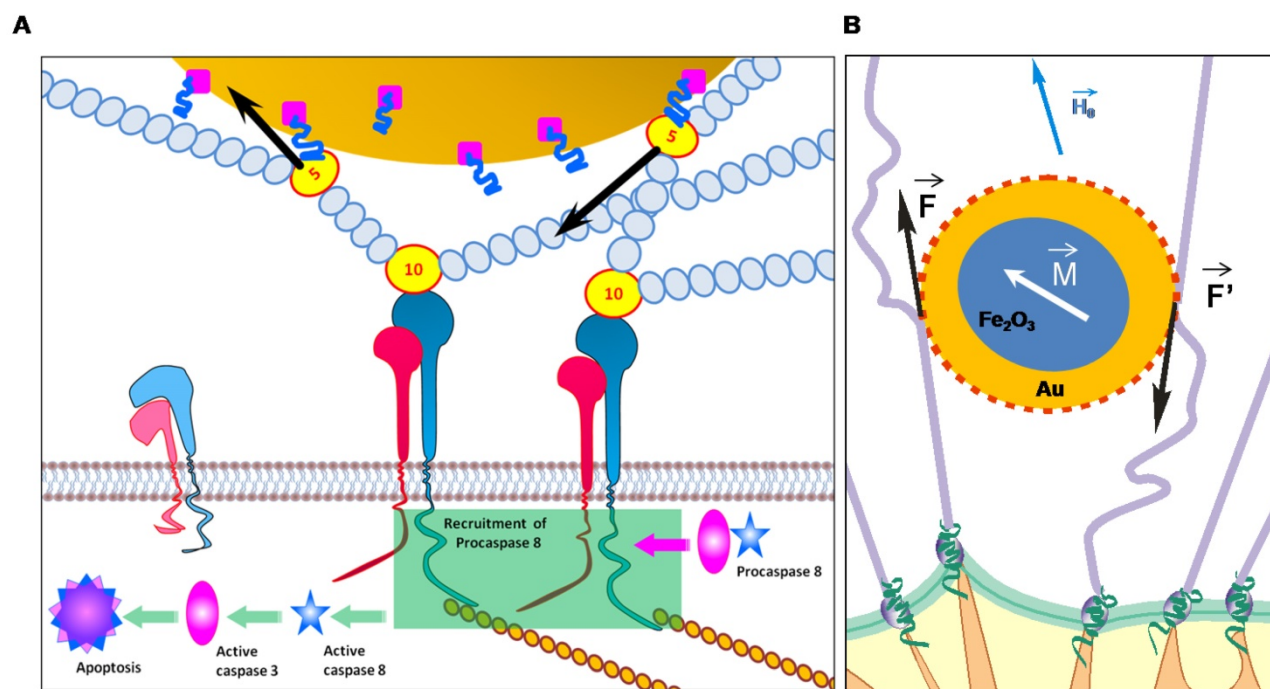 A
5
5
10
10
Recruitment of
Procaspase 8
Procaspase 8
Apoptosis
Active
caspase 3
Active
caspase 8
B
H₀
F
M
F'
Fe₂O₃
Au